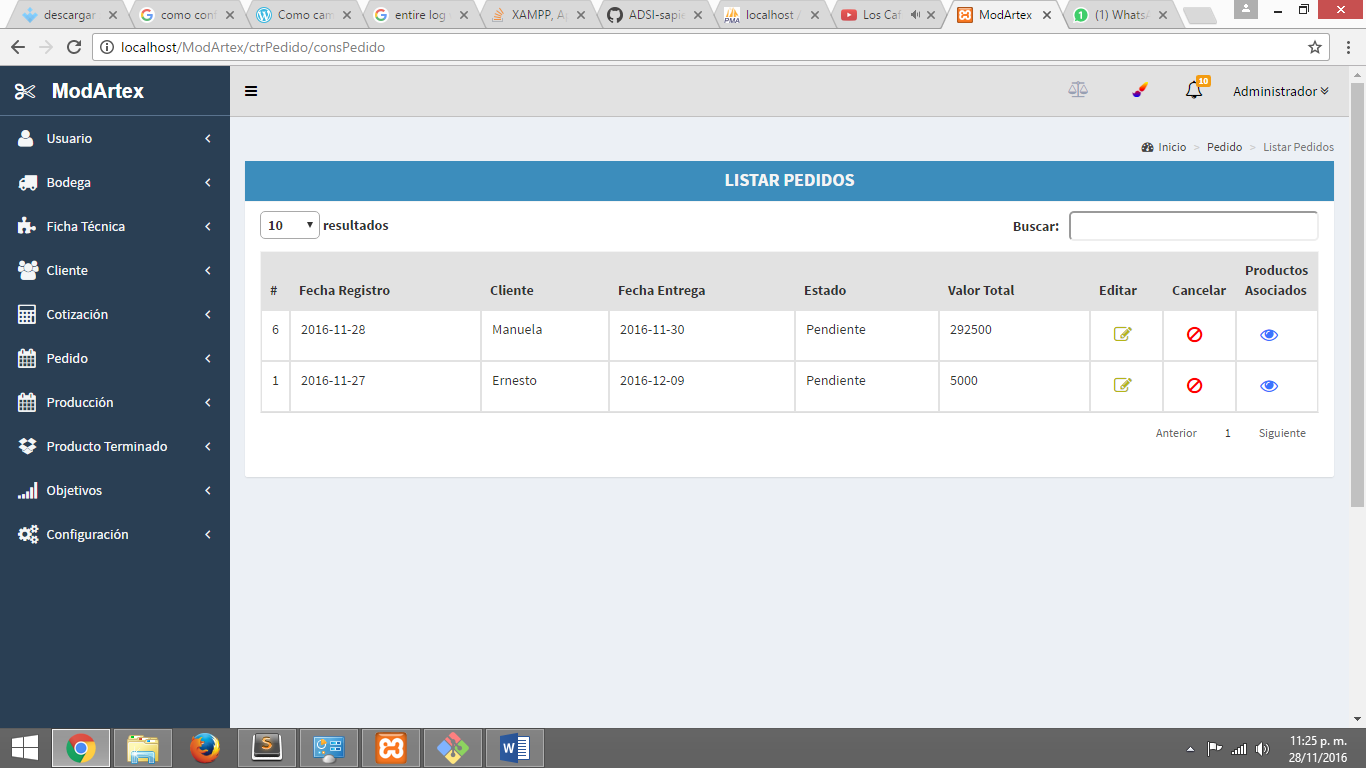 descargar
como cont
Como cam
entire log
XAMPP, Ap
ADSI-sapie
localhost /
Los Caf
ModArtex
(1) WhatsA
localhost/ModArtex/ctrPedido/consPedido
ModArtex
10
Administrador
Usuario
Bodega
Ficha Técnica
Cliente
Cotización
Pedido
Producción
Producto Terminado
Objetivos
Configuración
Inicio > Pedido > Listar Pedidos
LISTAR PEDIDOS
10 resultados
Buscar:
# Fecha Registro Cliente Fecha Entrega Estado Valor Total Editar Cancelar Productos Asociados
6 2016-11-28 Manuela 2016-11-30 Pendiente 292500
1 2016-11-27 Ernesto 2016-12-09 Pendiente 5000
Anterior 1 Siguiente
11:25 p. m.
28/11/2016